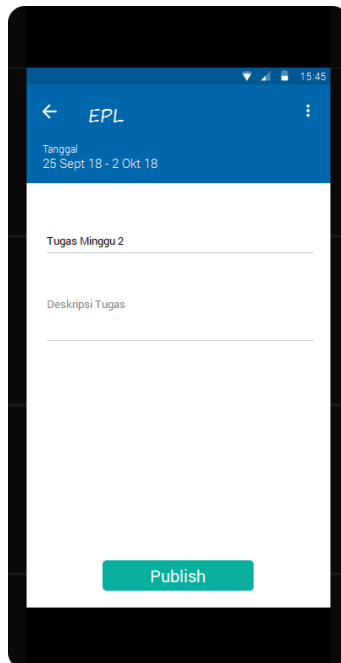 15:45
EPL
Tanggal
25 Sept 18 - 2 Okt 18
Tugas Minggu 2
Deskripsi Tugas
Publish